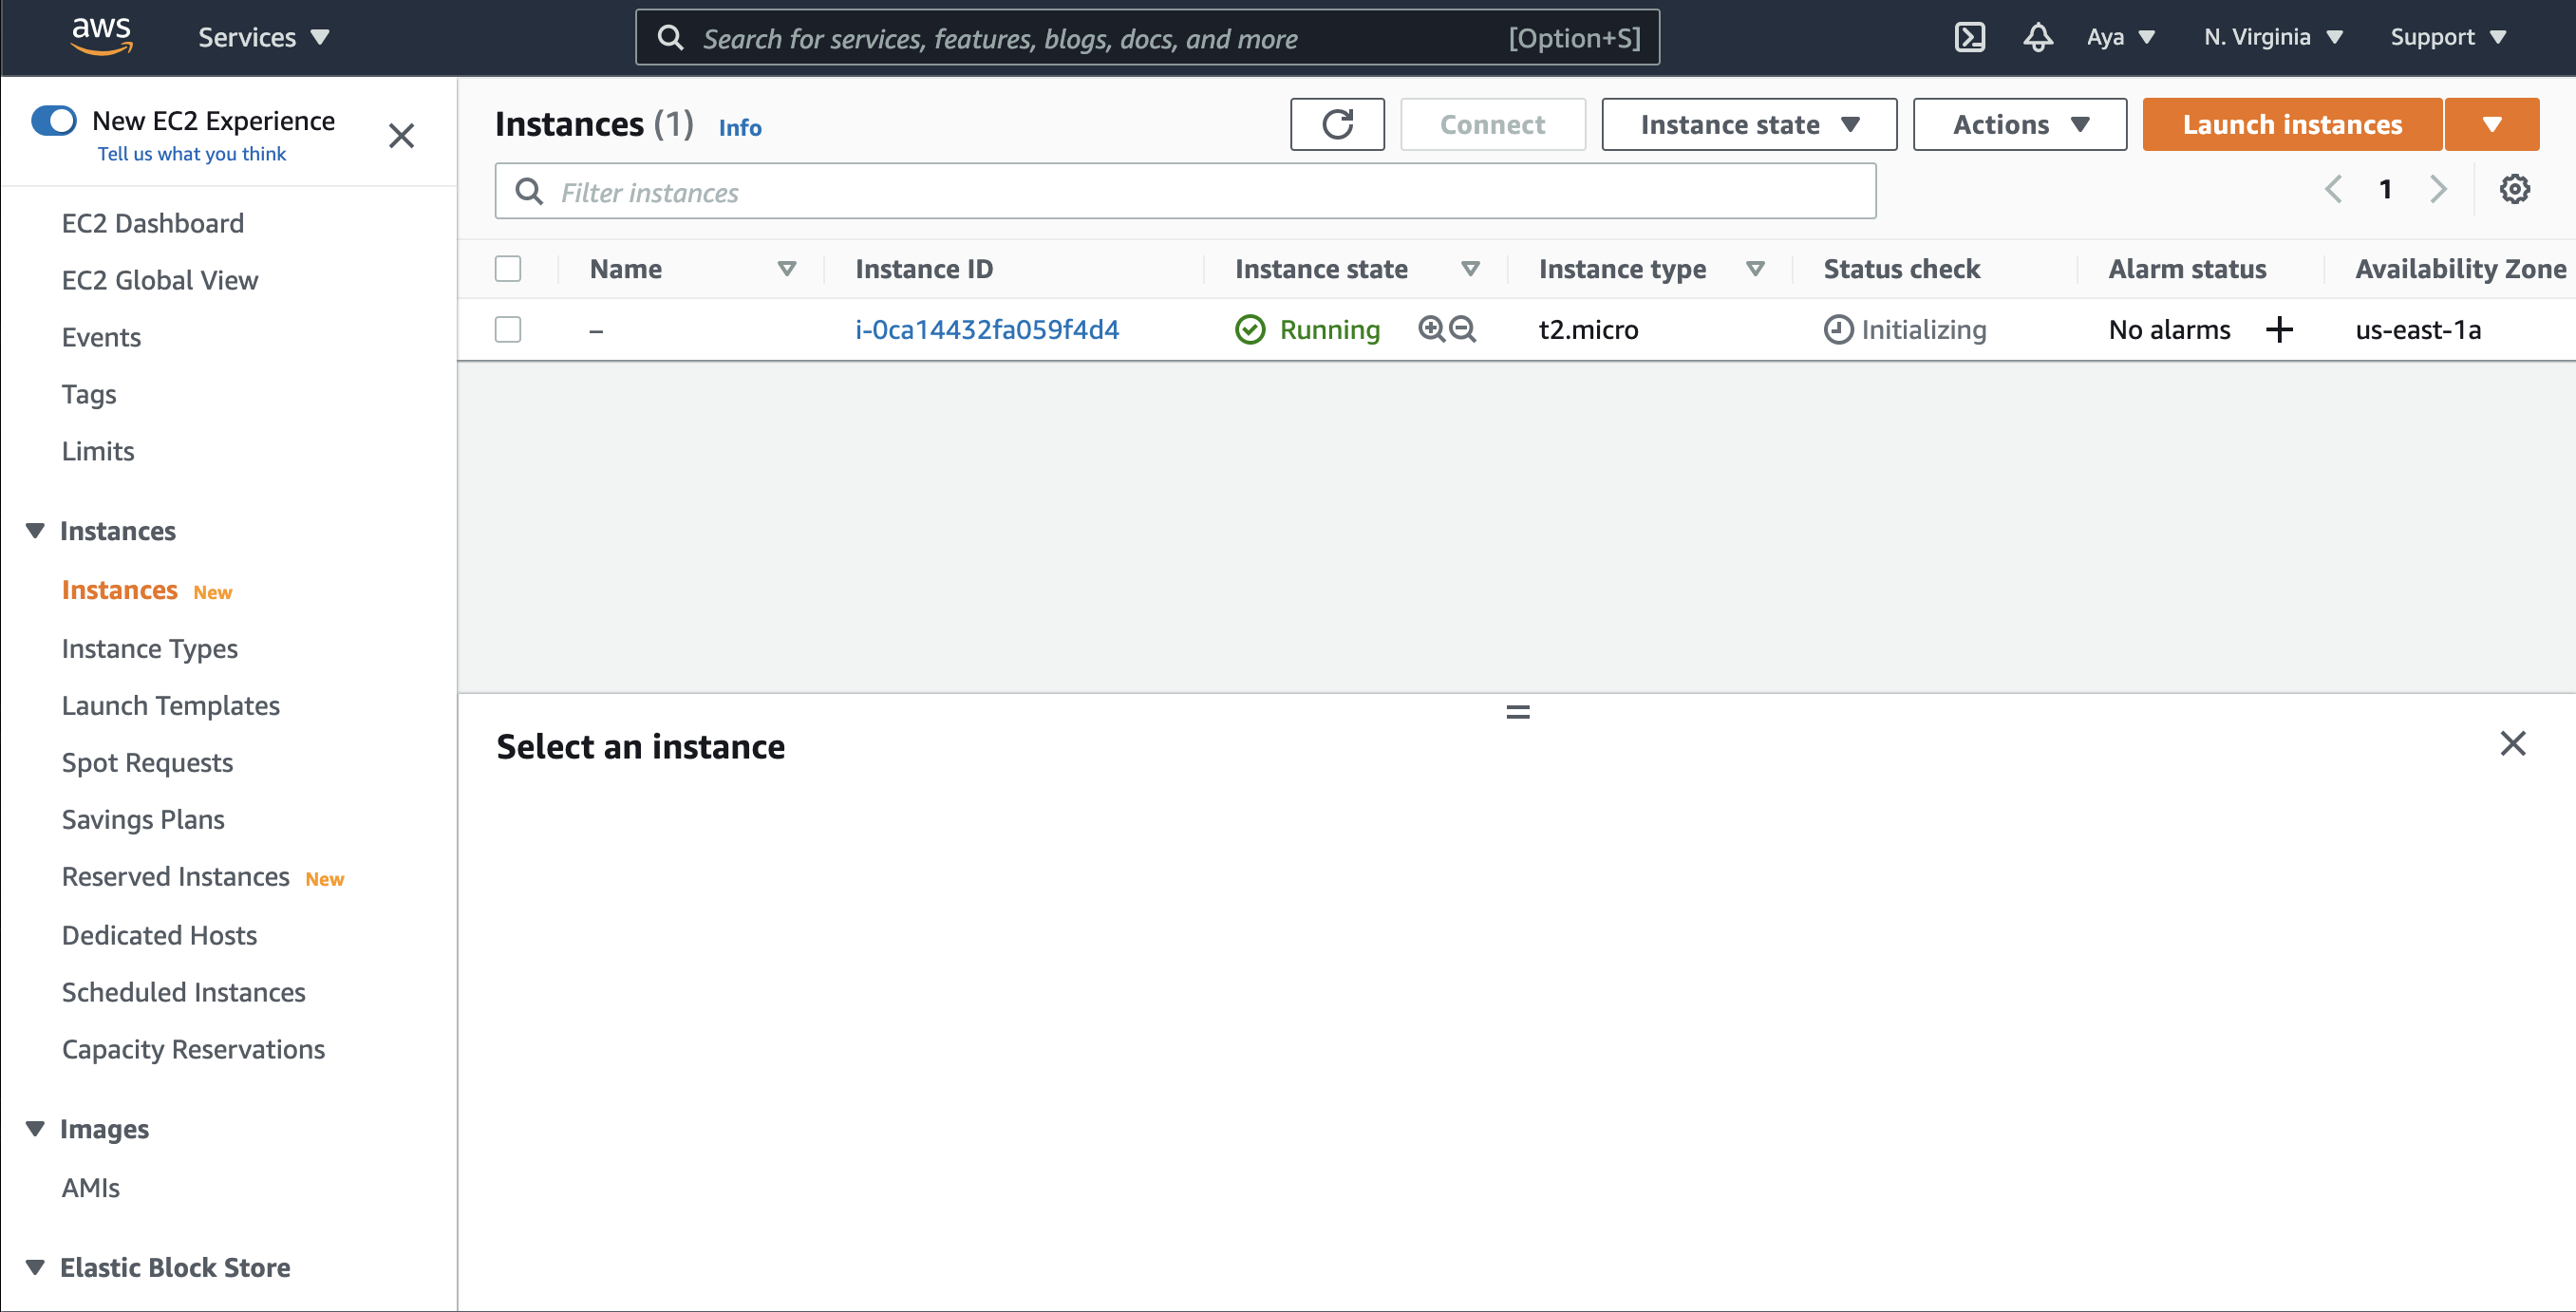 aws Services Search for services, features, blogs, docs, and more [Option+S] Aya N. Virginia Support
New EC2 Experience
Tell us what you think
EC2 Dashboard
EC2 Global View
Events
Tags
Limits
Instances
Instances New
Instance Types
Launch Templates
Spot Requests
Savings Plans
Reserved Instances New
Dedicated Hosts
Scheduled Instances
Capacity Reservations
Images
AMIs
Elastic Block Store
Instances (1) Info Connect Instance state Actions Launch instances
Filter instances 1
Name Instance ID Instance state Instance type Status check Alarm status Availability Zone
– i-0ca14432fa059f4d4 Running t2.micro Initializing No alarms + us-east-1a
Select an instance